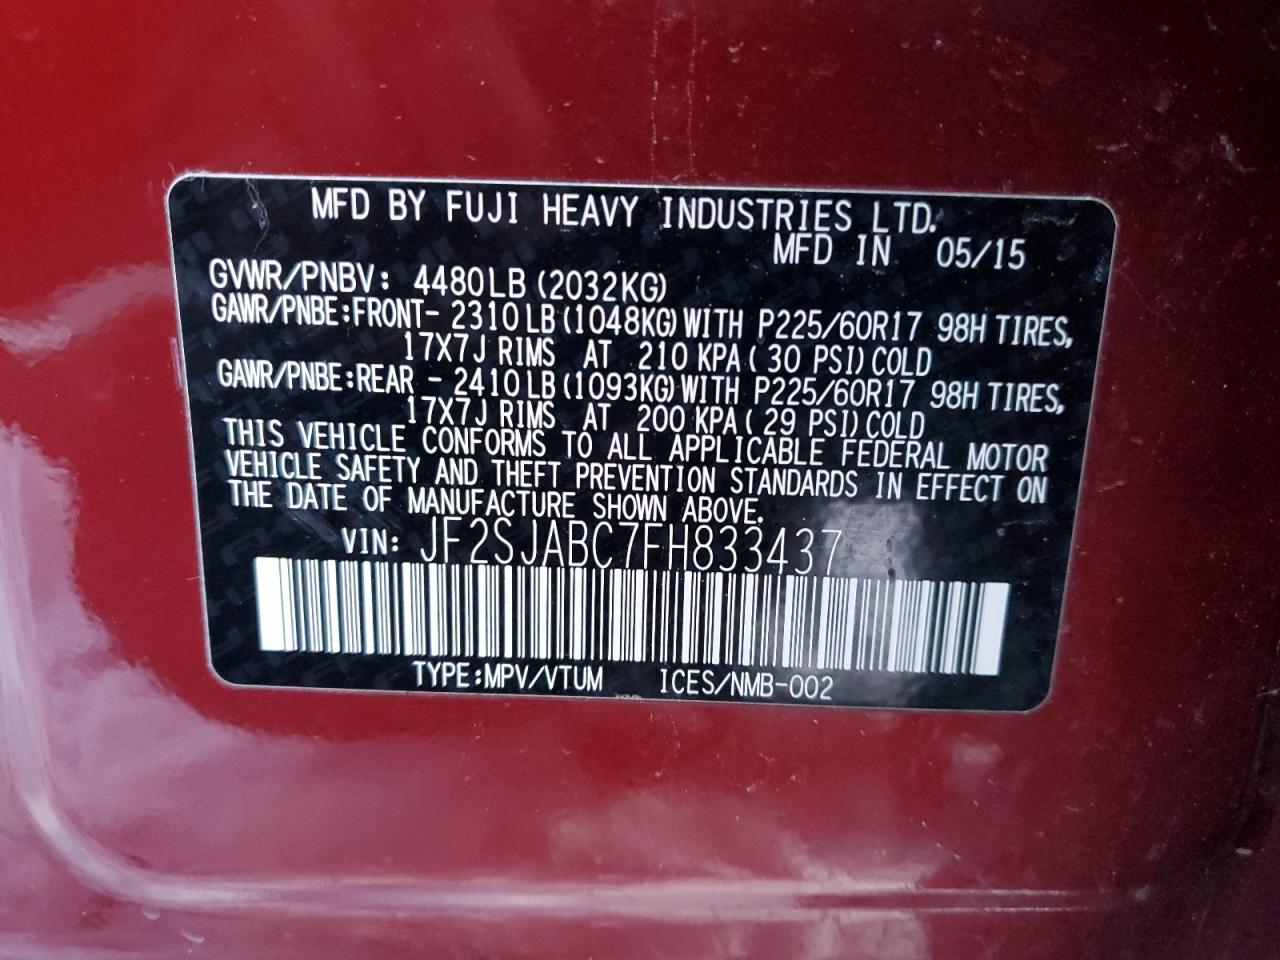 MFD BY FUJI HEAVY INDUSTRIES LTD.
MFD IN 05/15
GVWR/PNBV: 4480LB (2032KG)
GAWR/PNBE:FRONT- 2310LB(1048KG)WITH P225/60R17 98H TIRES,
17X7J RIMS AT 210 KPA( 30 PSI)COLD
GAWR/PNBE:REAR - 2410LB(1093KG)WITH P225/60R17 98H TIRES,
17X7J RIMS AT 200 KPA( 29 PSI)COLD
THIS VEHICLE CONFORMS TO ALL APPLICABLE FEDERAL MOTOR
VEHICLE SAFETY AND THEFT PREVENTION STANDARDS IN EFFECT ON
THE DATE OF MANUFACTURE SHOWN ABOVE.
VIN: JF2SJABC7FH833437
TYPE:MPV/VTUM ICES/NMB-002